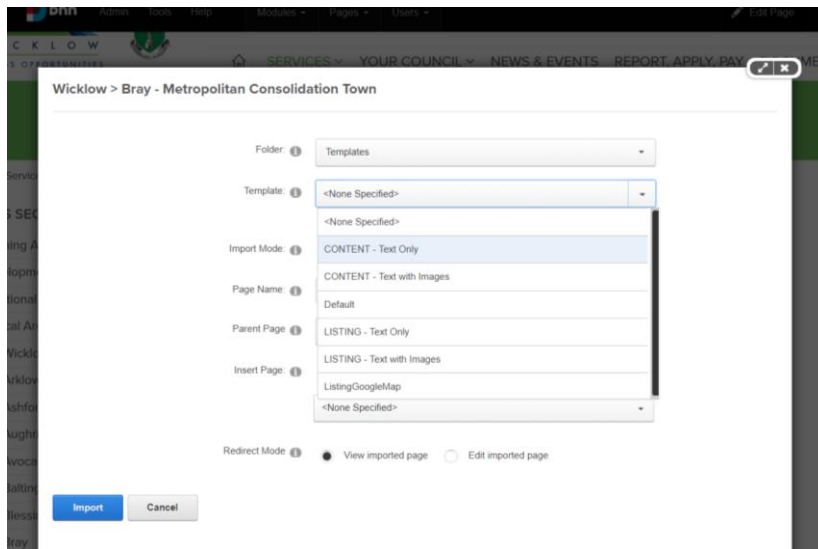 dnn Admin Tools Help Modules Pages Users Edit Page
CKLOW
SERVICES YOUR COUNCIL NEWS & EVENTS REPORT, APPLY, PAY
Wicklow > Bray - Metropolitan Consolidation Town
Folder: Templates
Template: <None Specified>
<None Specified>
Import Mode: CONTENT - Text Only
CONTENT - Text with Images
Page Name:
Default
Parent Page LISTING - Text Only
LISTING - Text with Images
Insert Page:
ListingGoogleMap
<None Specified>
Redirect Mode View imported page Edit imported page
Import Cancel
Bray